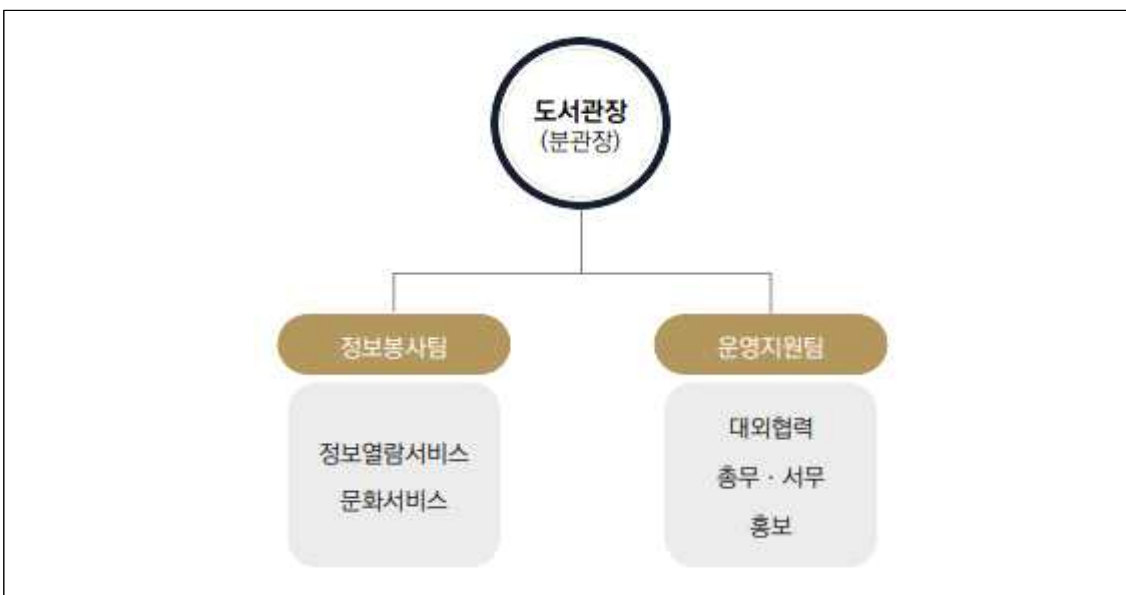 도서관장
(분관장)
정보봉사팀
정보열람서비스
문화서비스
운영지원팀
대외협력
총무 · 서무
홍보